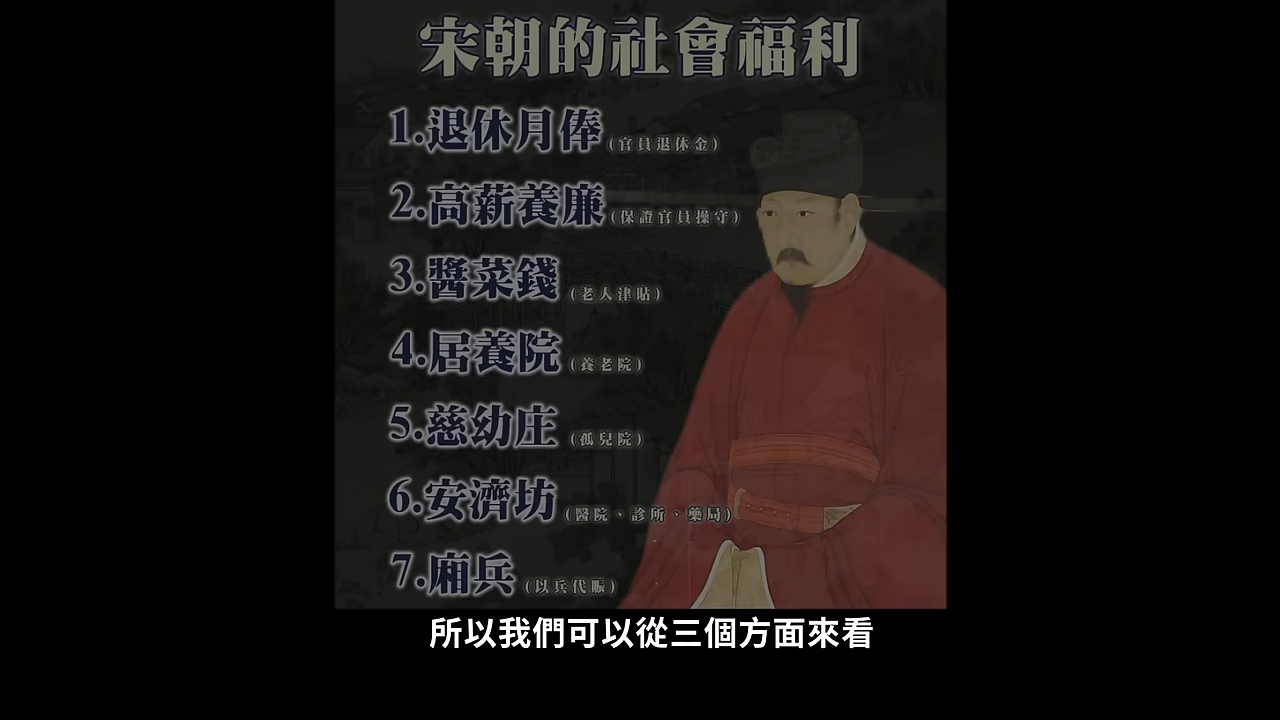 宋朝的社會福利
1.退休月俸(官員退休金)
2.高薪養廉(保證官員操守)
3.醬菜錢(老人津貼)
4.居養院(養老院)
5.慈幼庄(孤兒院)
6.安濟坊(醫院、診所、藥局)
7.廂兵(以兵代賑)
所以我們可以從三個方面來看